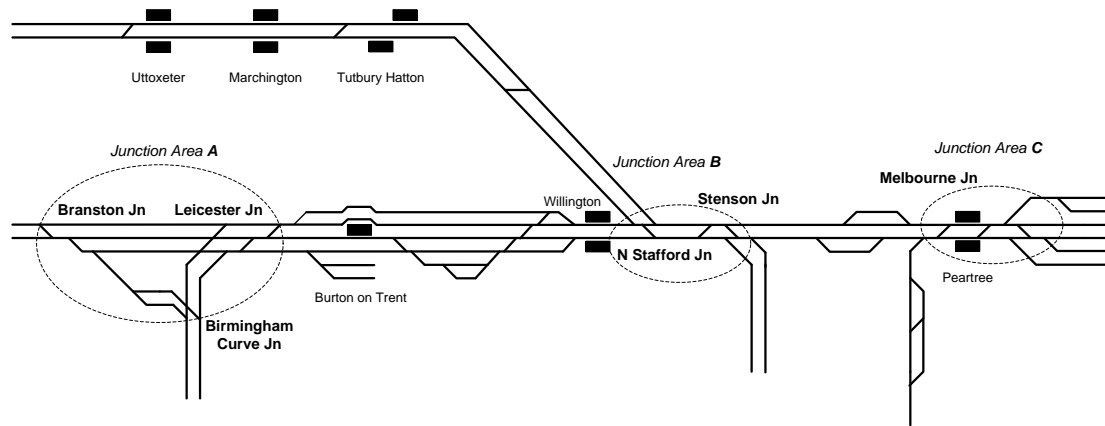 Uttoxeter
Marchington
Tutbury Hatton
Junction Area A
Junction Area B
Junction Area C
Melbourne Jn
Branston Jn
Leicester Jn
Willington
Stenson Jn
N Stafford Jn
Peartree
Burton on Trent
Birmingham
Curve Jn